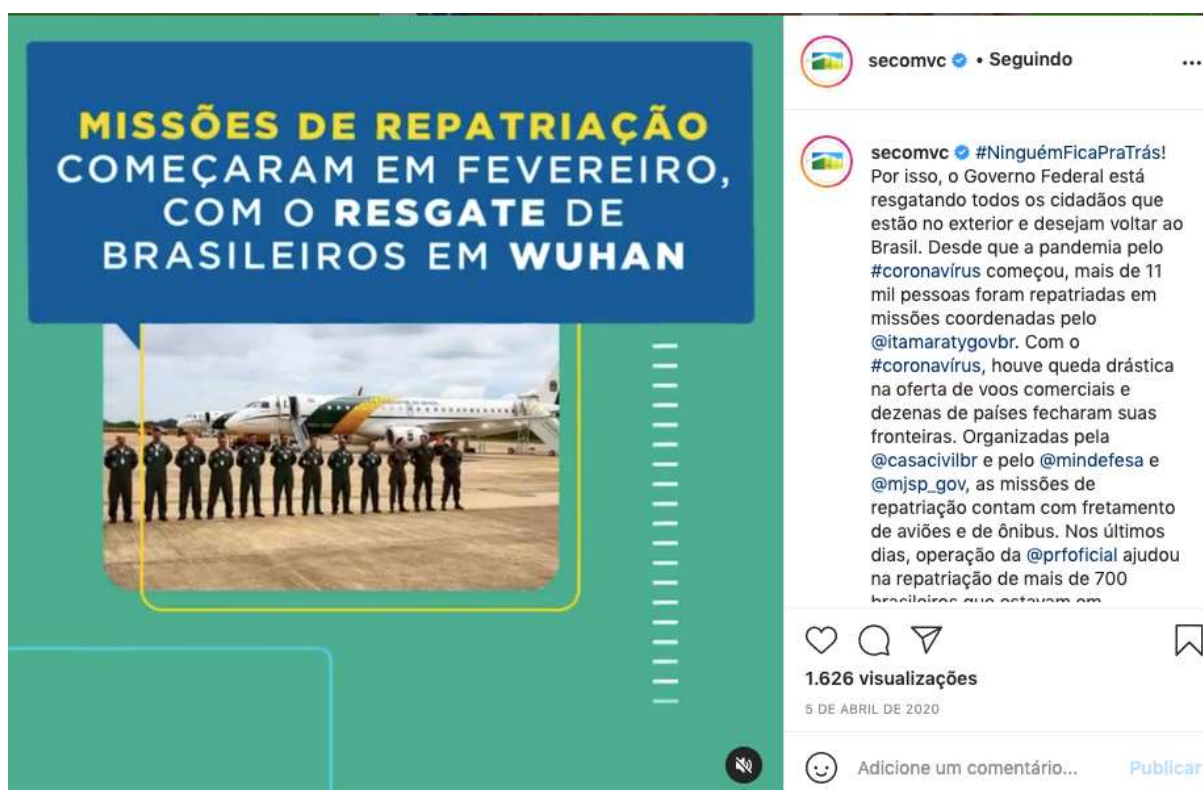 MISSÕES DE REPATRIAÇÃO
COMEÇARAM EM FEVEREIRO,
COM O RESGATE DE
BRASILEIROS EM WUHAN
secomvc • Seguindo
...
secomvc #NinguémFicaPraTrás!
Por isso, o Governo Federal está
resgatando todos os cidadãos que
estão no exterior e desejam voltar ao
Brasil. Desde que a pandemia pelo
#coronavírus começou, mais de 11
mil pessoas foram repatriadas em
missões coordenadas pelo
@itamaratygovbr. Com o
#coronavírus, houve queda drástica
na oferta de voos comerciais e
dezenas de países fecharam suas
fronteiras. Organizadas pela
@casacivilbr e pelo @mindefesa e
@mjsp_gov, as missões de
repatriação contam com fretamento
de aviões e de ônibus. Nos últimos
dias, operação da @prfoficial ajudou
na repatriação de mais de 700
brasileiros que estavam em
1.626 visualizações
5 DE ABRIL DE 2020
Adicione um comentário...
Publicar